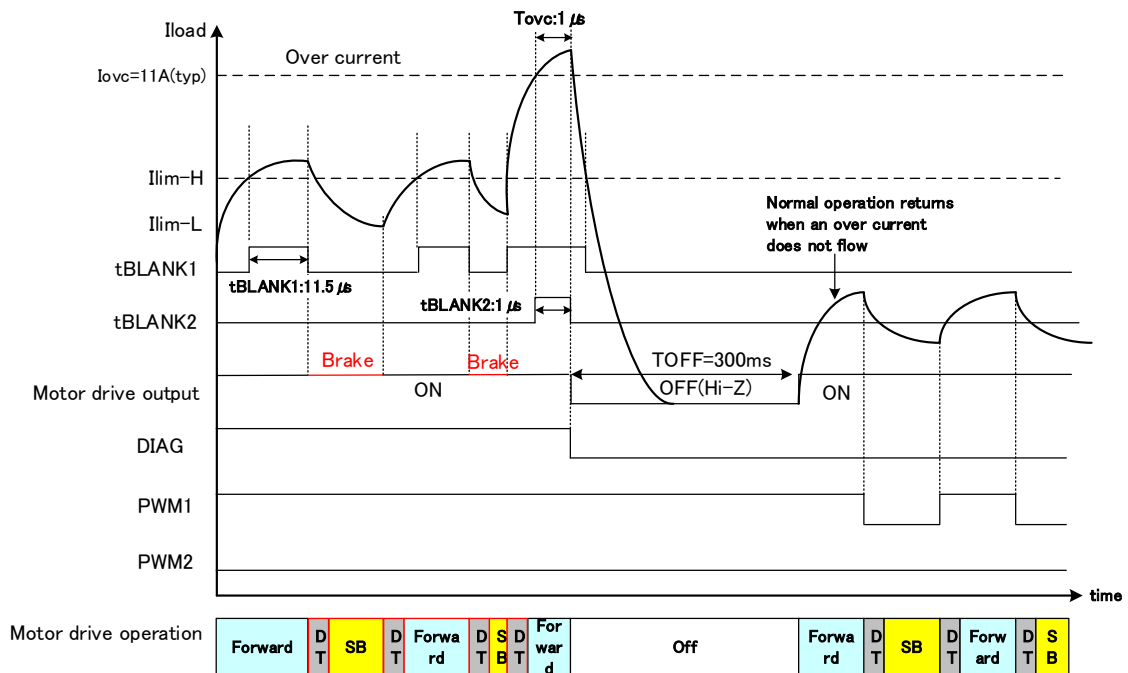 Tovc:1 μs
Iload
Over current
Iovc=11A(typ)
Ilim-H
Normal operation returns
when an over current
does not flow
Ilim-L
tBLANK1
tBLANK1:11.5 μs
tBLANK2:1 μs
tBLANK2
Brake
Brake
TOFF=300ms
Motor drive output
ON
OFF(Hi-Z)
ON
DIAG
PWM1
PWM2
time
Motor drive operation
Forward
D
T
SB
D
T
Forwa
rd
D
T
S
B
D
T
For
war
d
Off
Forwa
rd
D
T
SB
D
T
Forw
ard
D
T
S
B